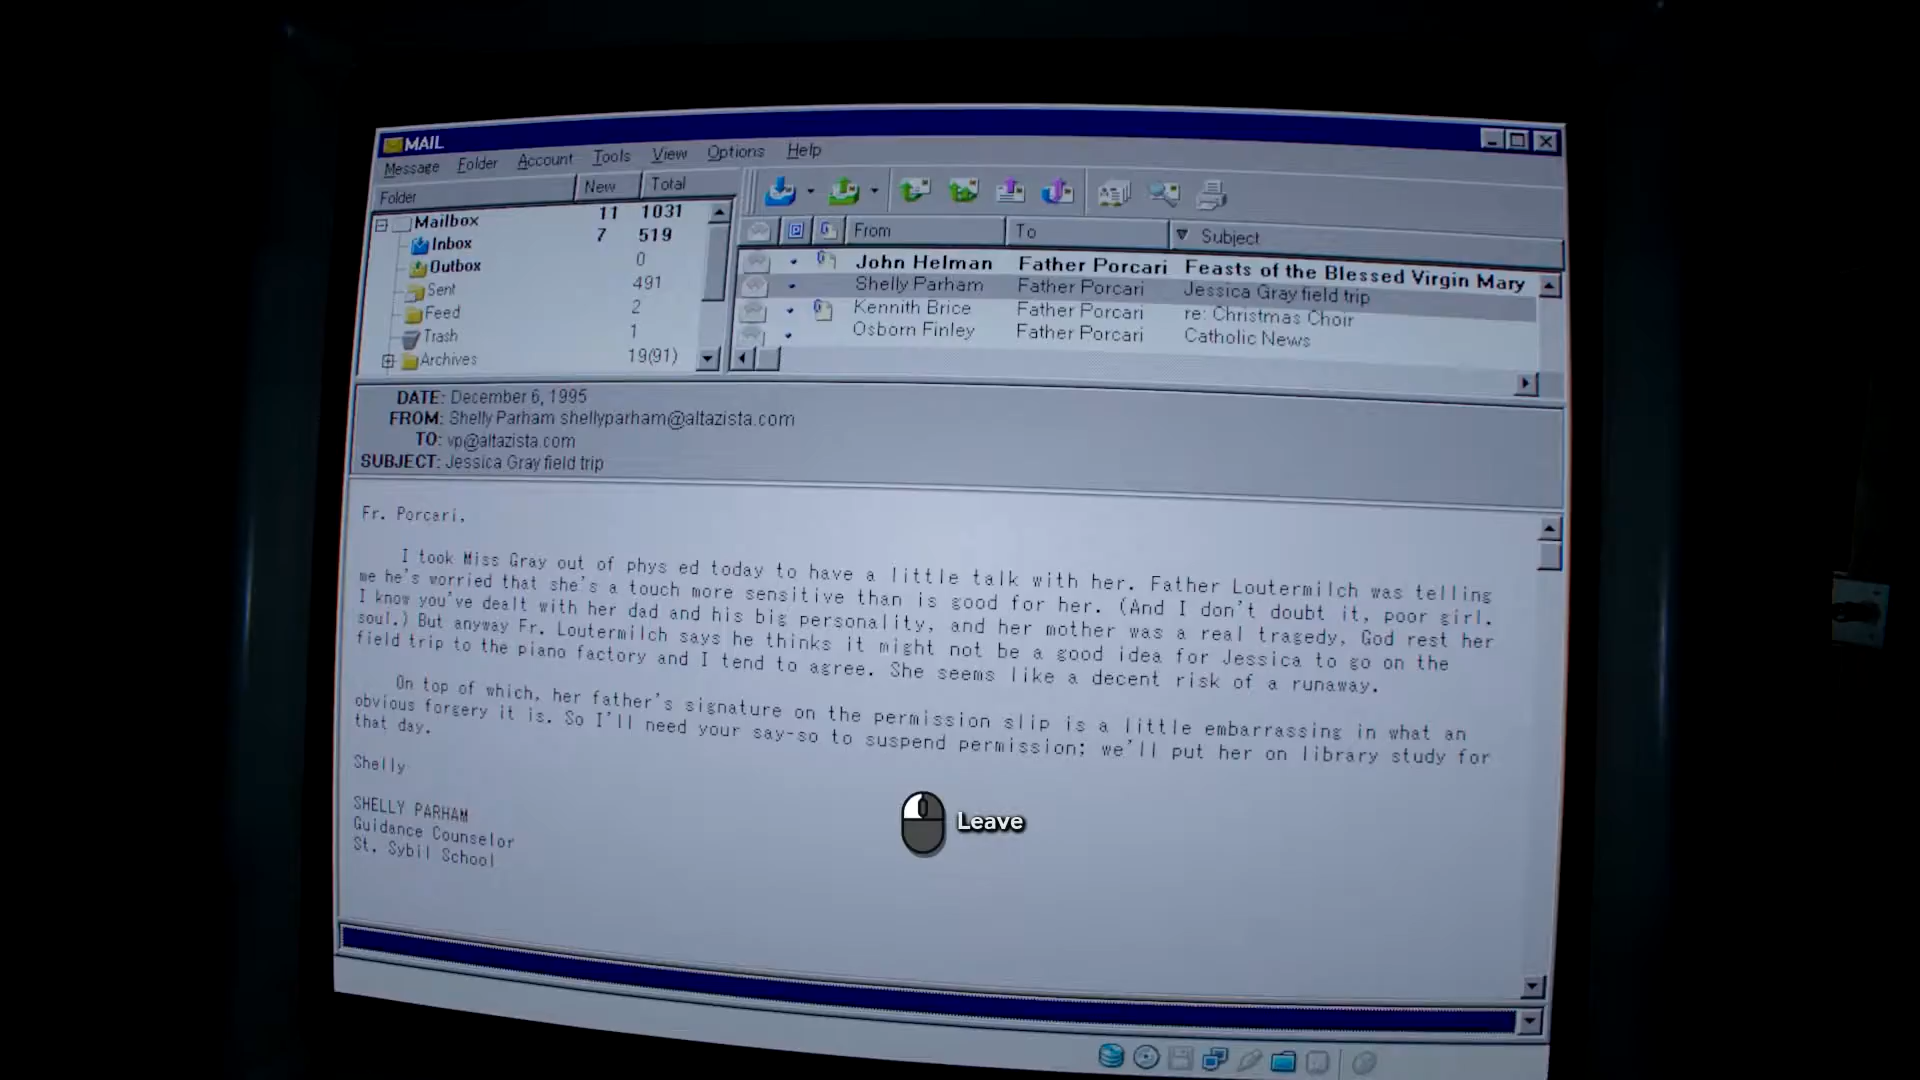 MAIL
Message Folder Account Tools View Options Help
Folder New Total
Mailbox 11 1031
Inbox 7 519
Outbox 0
Sent 491
Feed 2
Trash 1
Archives 19(91)
From To Subject
John Helman Father Porcari Feasts of the Blessed Virgin Mary
Shelly Parham Father Porcari Jessica Gray field trip
Kennith Brice Father Porcari re: Christmas Choir
Osborn Finley Father Porcari Catholic News
DATE: December 6, 1995
FROM: Shelly Parham shellyparham@altazista.com
TO: vp@altazista.com
SUBJECT: Jessica Gray field trip
Fr. Porcari,
I took Miss Gray out of phys ed today to have a little talk with her. Father Loutermilch was telling
me he's worried that she's a touch more sensitive than is good for her. (And I don't doubt it, poor girl.
I know you've dealt with her dad and his big personality, and her mother was a real tragedy, God rest her
soul.) But anyway Fr. Loutermilch says he thinks it might not be a good idea for Jessica to go on the
field trip to the piano factory and I tend to agree. She seems like a decent risk of a runaway.
On top of which, her father's signature on the permission slip is a little embarrassing in what an
obvious forgery it is. So I'll need your say-so to suspend permission; we'll put her on library study for
that day.
Shelly
SHELLY PARHAM
Guidance Counselor
St. Sybil School
Leave